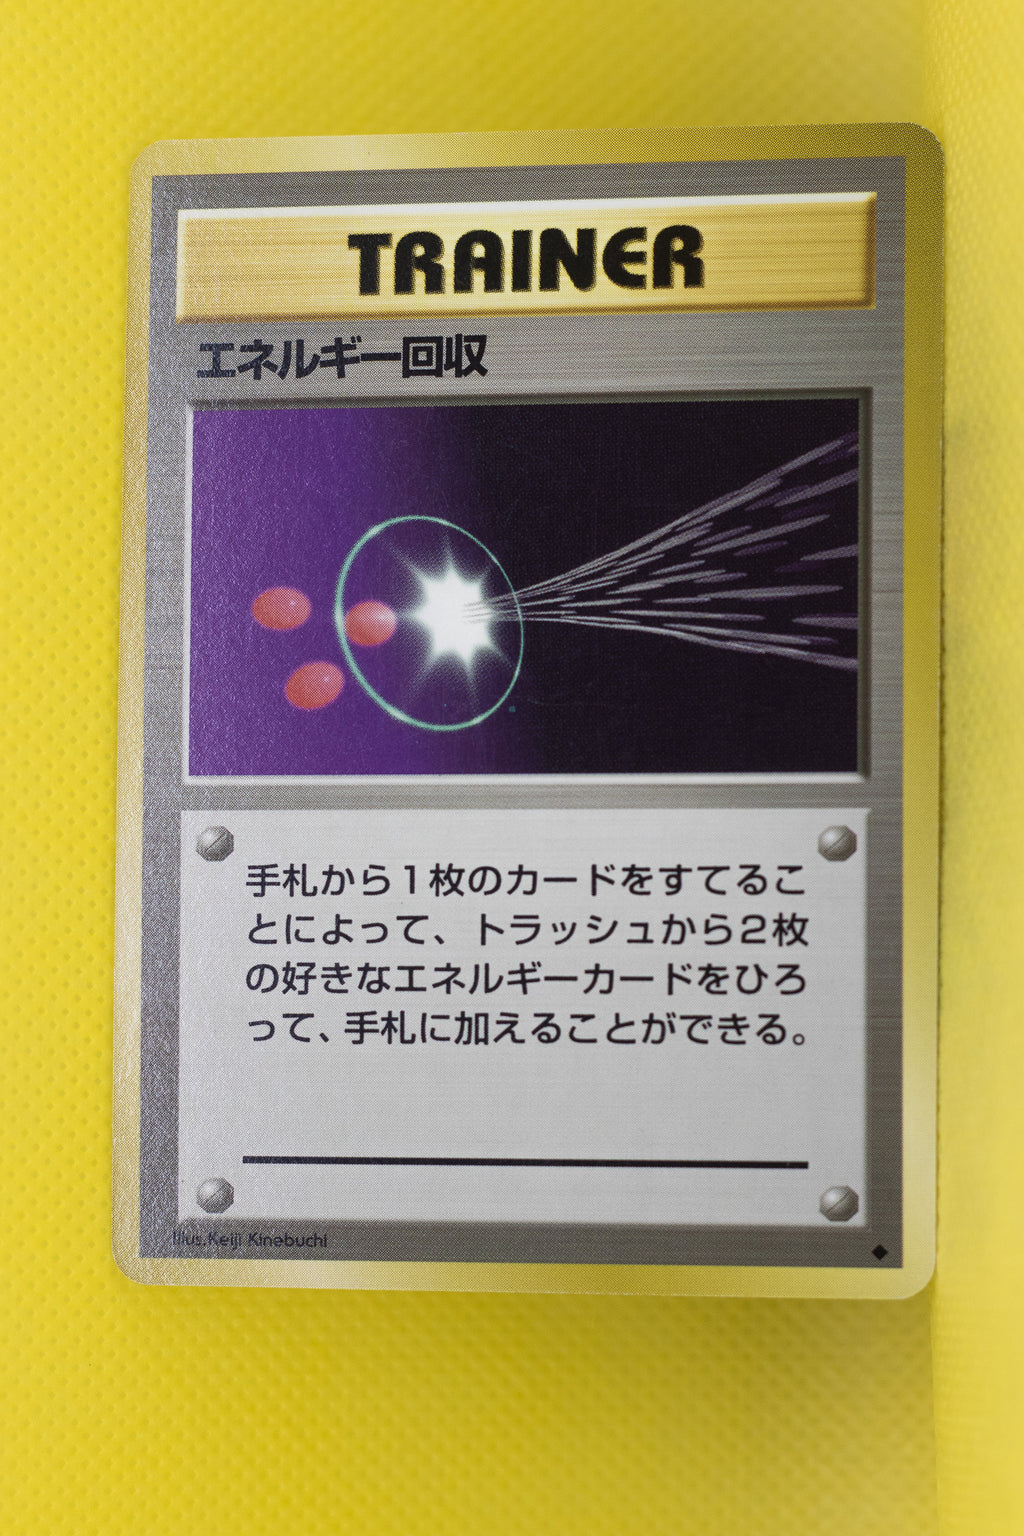 TRAINER
エネルギー回収
手札から1枚のカードをすてるこ
とによって、トラッシュから2枚
の好きなエネルギーカードをひろ
って、手札に加えることができる。
Illus.Keiji Kinebuchi